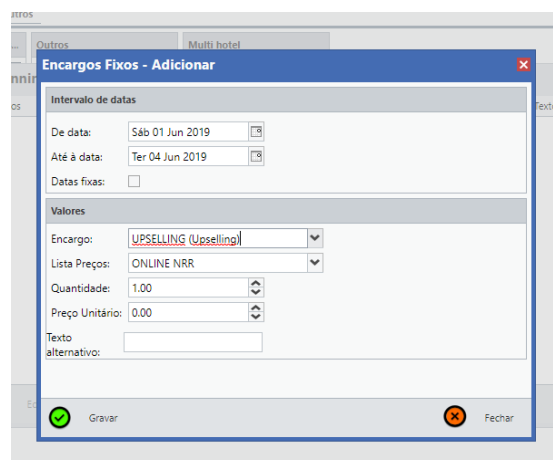 Outros Multi hotel
Encargos Fixos - Adicionar
Intervalo de datas
De data: Sáb 01 Jun 2019
Até à data: Ter 04 Jun 2019
Datas fixas:
Valores
Encargo: UPSELLING (Upselling)
Lista Preços: ONLINE NRR
Quantidade: 1.00
Preço Unitário: 0.00
Texto
alternativo:
Gravar Fechar